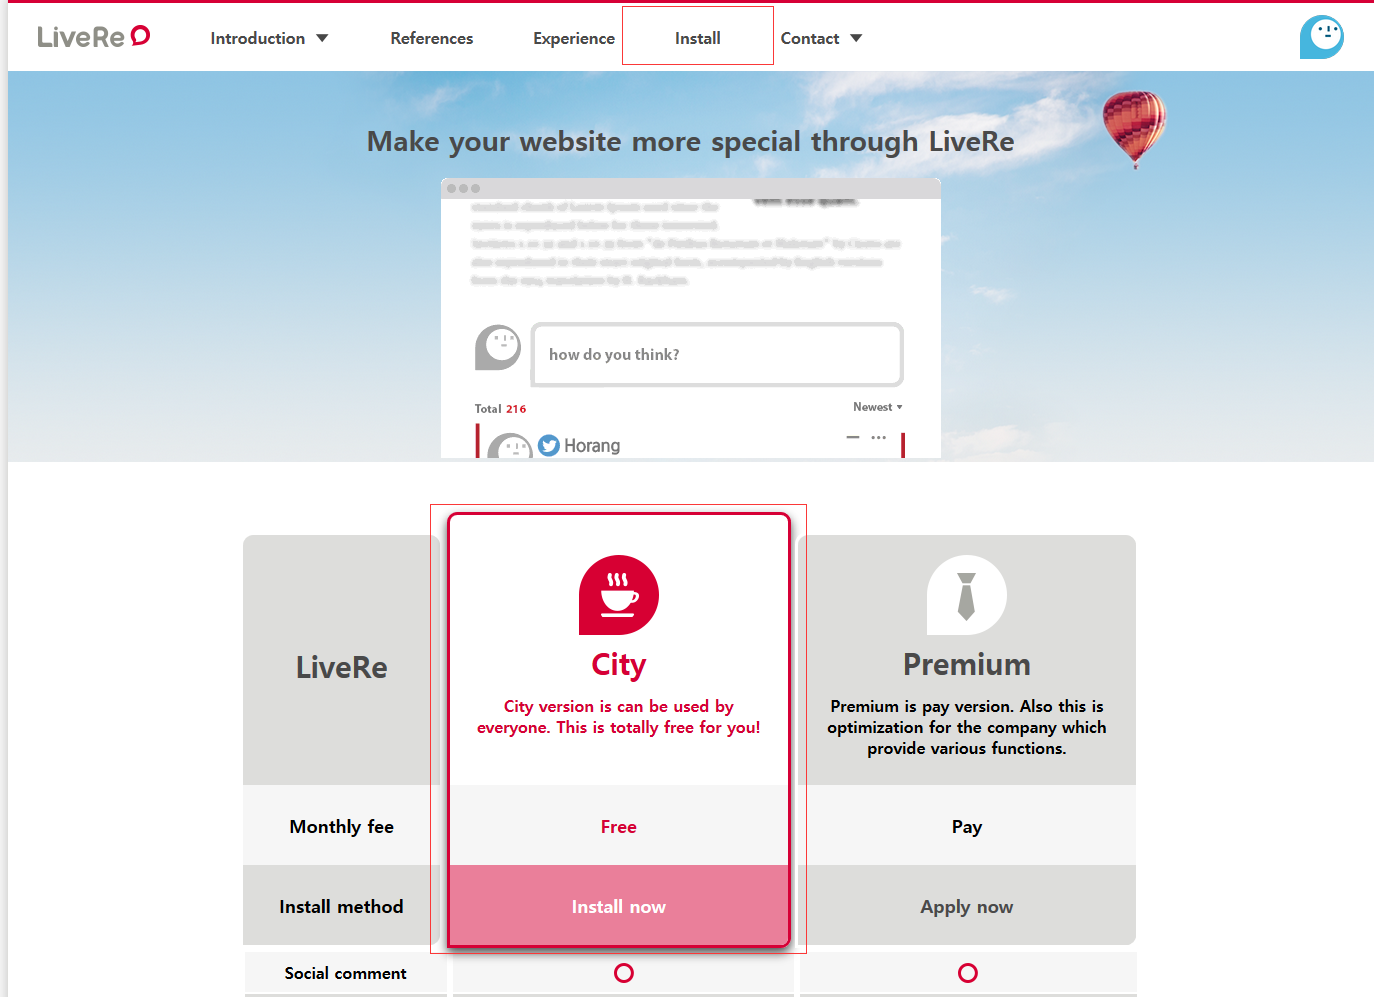 LiveRe
Introduction
References
Experience
Install
Contact
Make your website more special through LiveRe
how do you think?
Total 216
Newest
Horang
LiveRe
City
City version is can be used by
everyone. This is totally free for you!
Premium
Premium is pay version. Also this is
optimization for the company which
provide various functions.
Monthly fee
Free
Pay
Install method
Install now
Apply now
Social comment